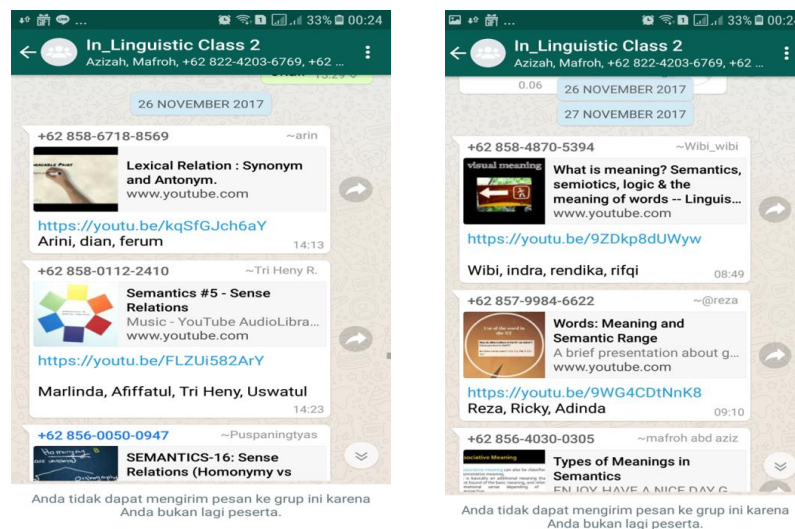 33% 00:24
In_Linguistic Class 2
Azizah, Mafroh, +62 822-4203-6769, +62 ...
26 NOVEMBER 2017
+62 858-6718-8569 ~arin
Lexical Relation : Synonym
and Antonym.
www.youtube.com
https://youtu.be/kqSfGJch6aY
Arini, dian, ferum 14:13
+62 858-0112-2410 ~Tri Heny R.
Semantics #5 - Sense
Relations
Music - YouTube AudioLibra...
www.youtube.com
https://youtu.be/FLZUi582ArY
Marlinda, Afiffatul, Tri Heny, Uswatul
14:23
+62 856-0050-0947 ~Puspaningtyas
SEMANTICS-16: Sense
Relations (Homonymy vs
Anda tidak dapat mengirim pesan ke grup ini karena
Anda bukan lagi peserta.
33% 00:24
In_Linguistic Class 2
Azizah, Mafroh, +62 822-4203-6769, +62 ...
0.06
26 NOVEMBER 2017
27 NOVEMBER 2017
+62 858-4870-5394 ~Wibi_wibi
visual meaning
What is meaning? Semantics,
semiotics, logic & the
meaning of words -- Linguis...
www.youtube.com
https://youtu.be/9ZDkp8dUWyw
Wibi, indra, rendika, rifqi 08:49
+62 857-9984-6622 ~@reza
Words: Meaning and
Semantic Range
A brief presentation about g...
www.youtube.com
https://youtu.be/9WG4CDtNnK8
Reza, Ricky, Adinda 09:10
+62 856-4030-0305 ~mafroh abd aziz
Types of Meanings in
Semantics
ENJOY HAVE A NICE DAY G
Anda tidak dapat mengirim pesan ke grup ini karena
Anda bukan lagi peserta.